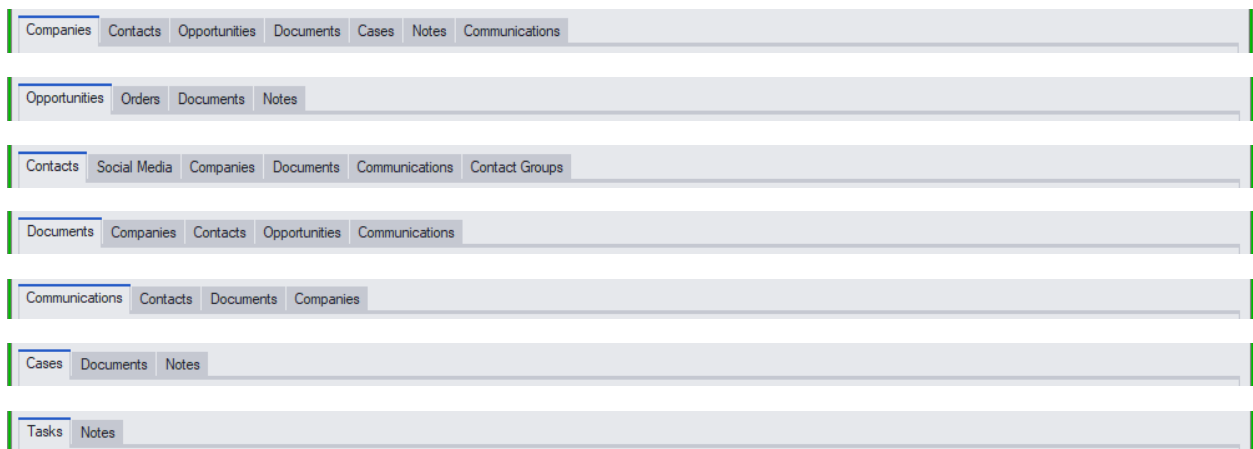 Companies Contacts Opportunities Documents Cases Notes Communications
Opportunities Orders Documents Notes
Contacts Social Media Companies Documents Communications Contact Groups
Documents Companies Contacts Opportunities Communications
Communications Contacts Documents Companies
Cases Documents Notes
Tasks Notes